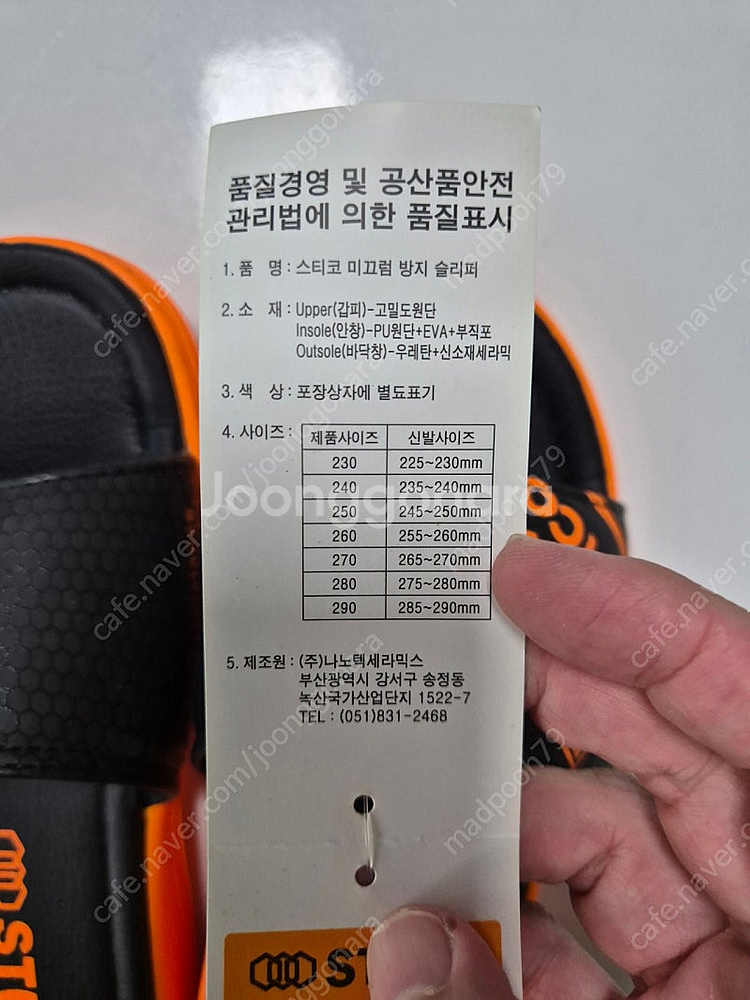 품질경영 및 공산품안전
관리법에 의한 품질표시
1. 품 명 : 스티코 미끄럼 방지 슬리퍼
2. 소 재 : Upper(갑피)-고밀도원단
Insole(안창)-PU원단+EVA+부직포
Outsole(바닥창)-우레탄+신소재세라믹
3. 색 상 : 포장상자에 별됴표기
4. 사이즈 :
제품사이즈 신발사이즈
230 225~230mm
240 235~240mm
250 245~250mm
260 255~260mm
270 265~270mm
280 275~280mm
290 285~290mm
5. 제조원 : (주)나노텍세라믹스
부산광역시 강서구 송정동
녹산국가산업단지 1522-7
TEL : (051)831-2468
Joonggonara
cafe.naver.com/joonggonara
madpooh79